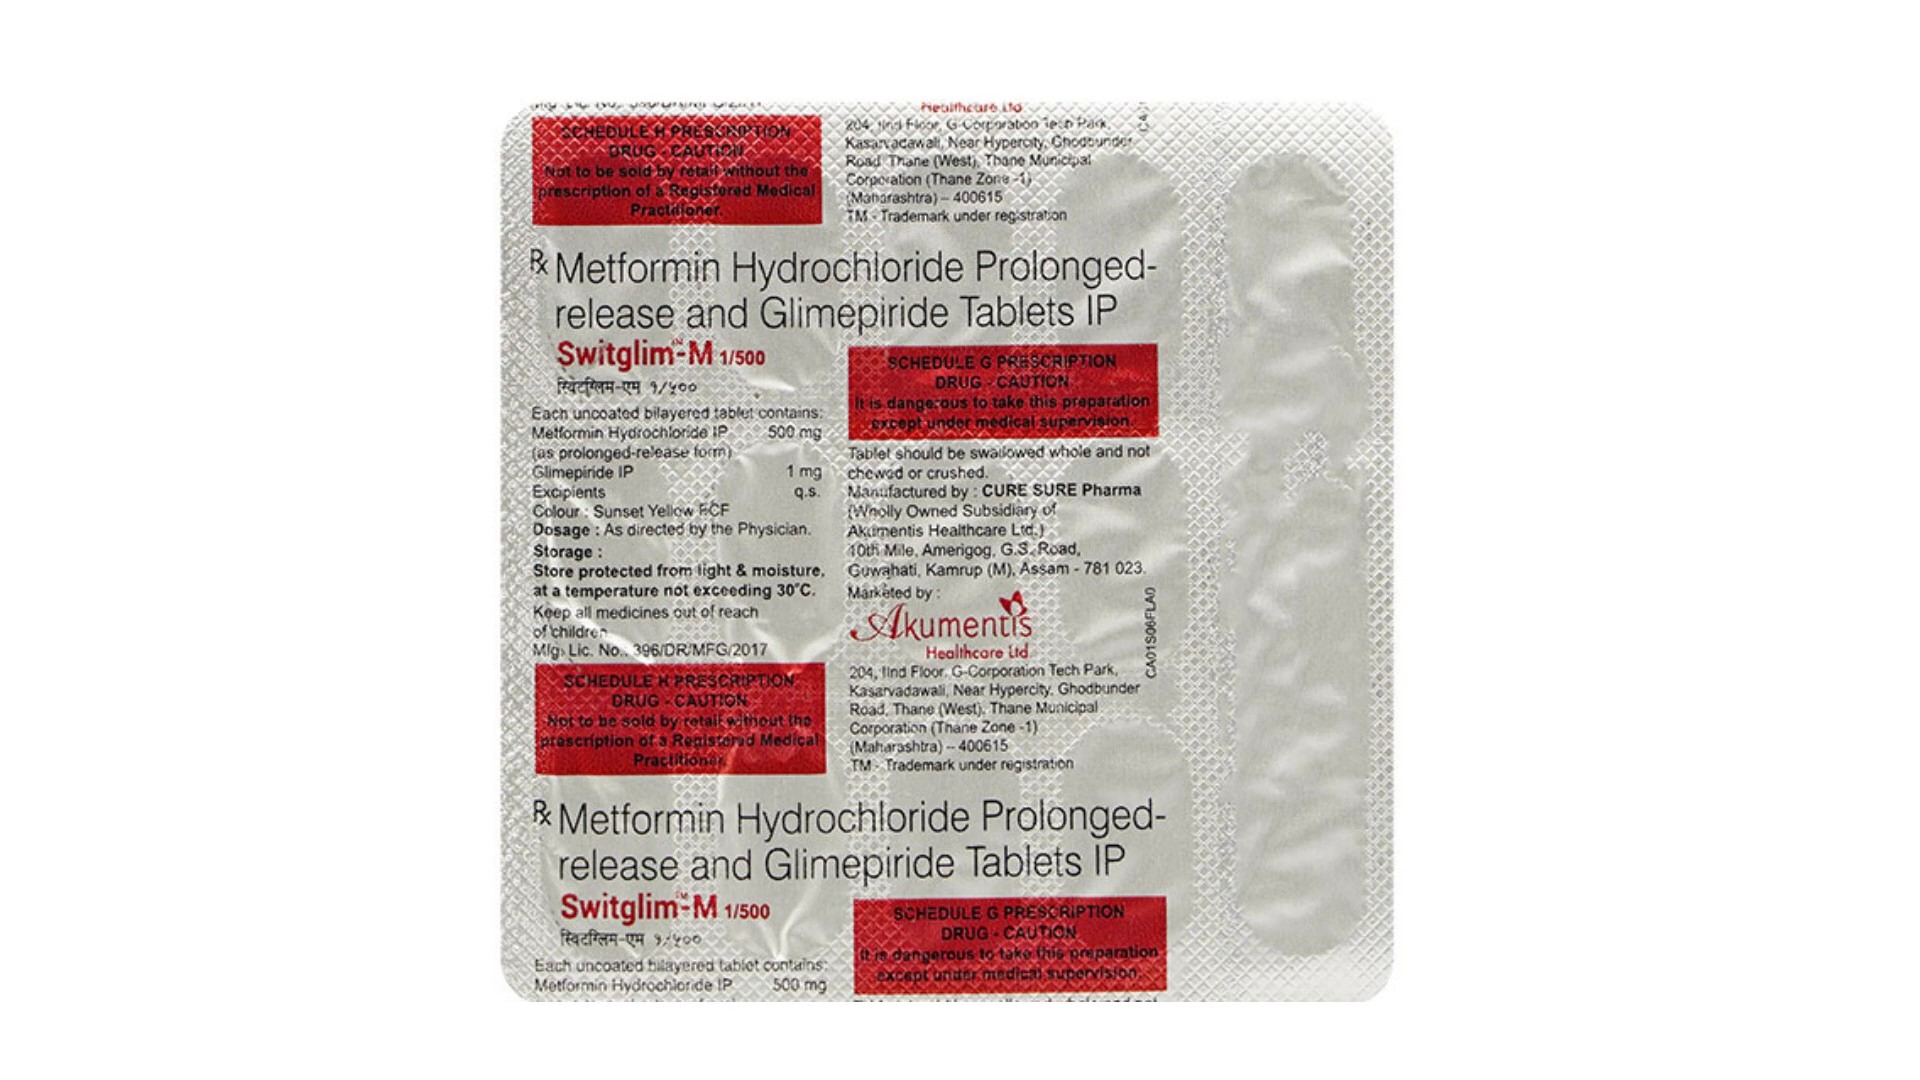 Healthcare Ltd
SCHEDULE H PRESCRIPTION
DRUG - CAUTION
Not to be sold by retail without the
prescription of a Registered Medical
Practitioner.
204, IInd Floor, G-Corporation Tech Park,
Kasarvadawali, Near Hypercity, Ghodbunder
Road, Thane (West), Thane Municipal
Corporation (Thane Zone -1)
(Maharashtra) – 400615
TM - Trademark under registration
Rx Metformin Hydrochloride Prolonged-
release and Glimepiride Tablets IP
Switglim™-M 1/500
स्विटग्लिम-एम १/५००
Each uncoated bilayered tablet contains:
Metformin Hydrochloride IP 500 mg
(as prolonged-release form)
Glimepiride IP 1 mg
Excipients q.s.
Colour : Sunset Yellow FCF
Dosage : As directed by the Physician.
Storage :
Store protected from light & moisture,
at a temperature not exceeding 30°C.
Keep all medicines out of reach
of children
Mfg. Lic. No.: 396/DR/MFG/2017
SCHEDULE G PRESCRIPTION
DRUG - CAUTION
It is dangerous to take this preparation
except under medical supervision.
Tablet should be swallowed whole and not
chewed or crushed.
Manufactured by : CURE SURE Pharma
(Wholly Owned Subsidiary of
Akumentis Healthcare Ltd.)
10th Mile, Amerigog, G.S. Road,
Guwahati, Kamrup (M), Assam - 781 023.
Marketed by :
Akumentis
Healthcare Ltd.
204, IInd Floor, G-Corporation Tech Park,
Kasarvadawali, Near Hypercity, Ghodbunder
Road, Thane (West), Thane Municipal
Corporation (Thane Zone -1)
(Maharashtra) – 400615
TM - Trademark under registration
CA01S06FLA0
SCHEDULE H PRESCRIPTION
DRUG - CAUTION
Not to be sold by retail without the
prescription of a Registered Medical
Practitioner.
Rx Metformin Hydrochloride Prolonged-
release and Glimepiride Tablets IP
Switglim™-M 1/500
स्विटग्लिम-एम १/५००
Each uncoated bilayered tablet contains:
Metformin Hydrochloride IP 500 mg
SCHEDULE G PRESCRIPTION
DRUG - CAUTION
It is dangerous to take this preparation
except under medical supervision.